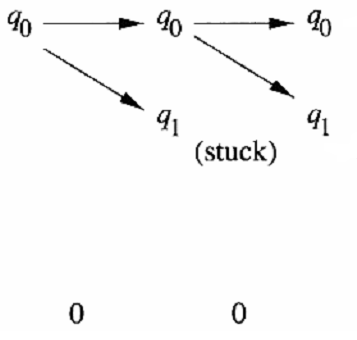 q₀ q₀ q₀
q₁ q₁
(stuck)
0 0